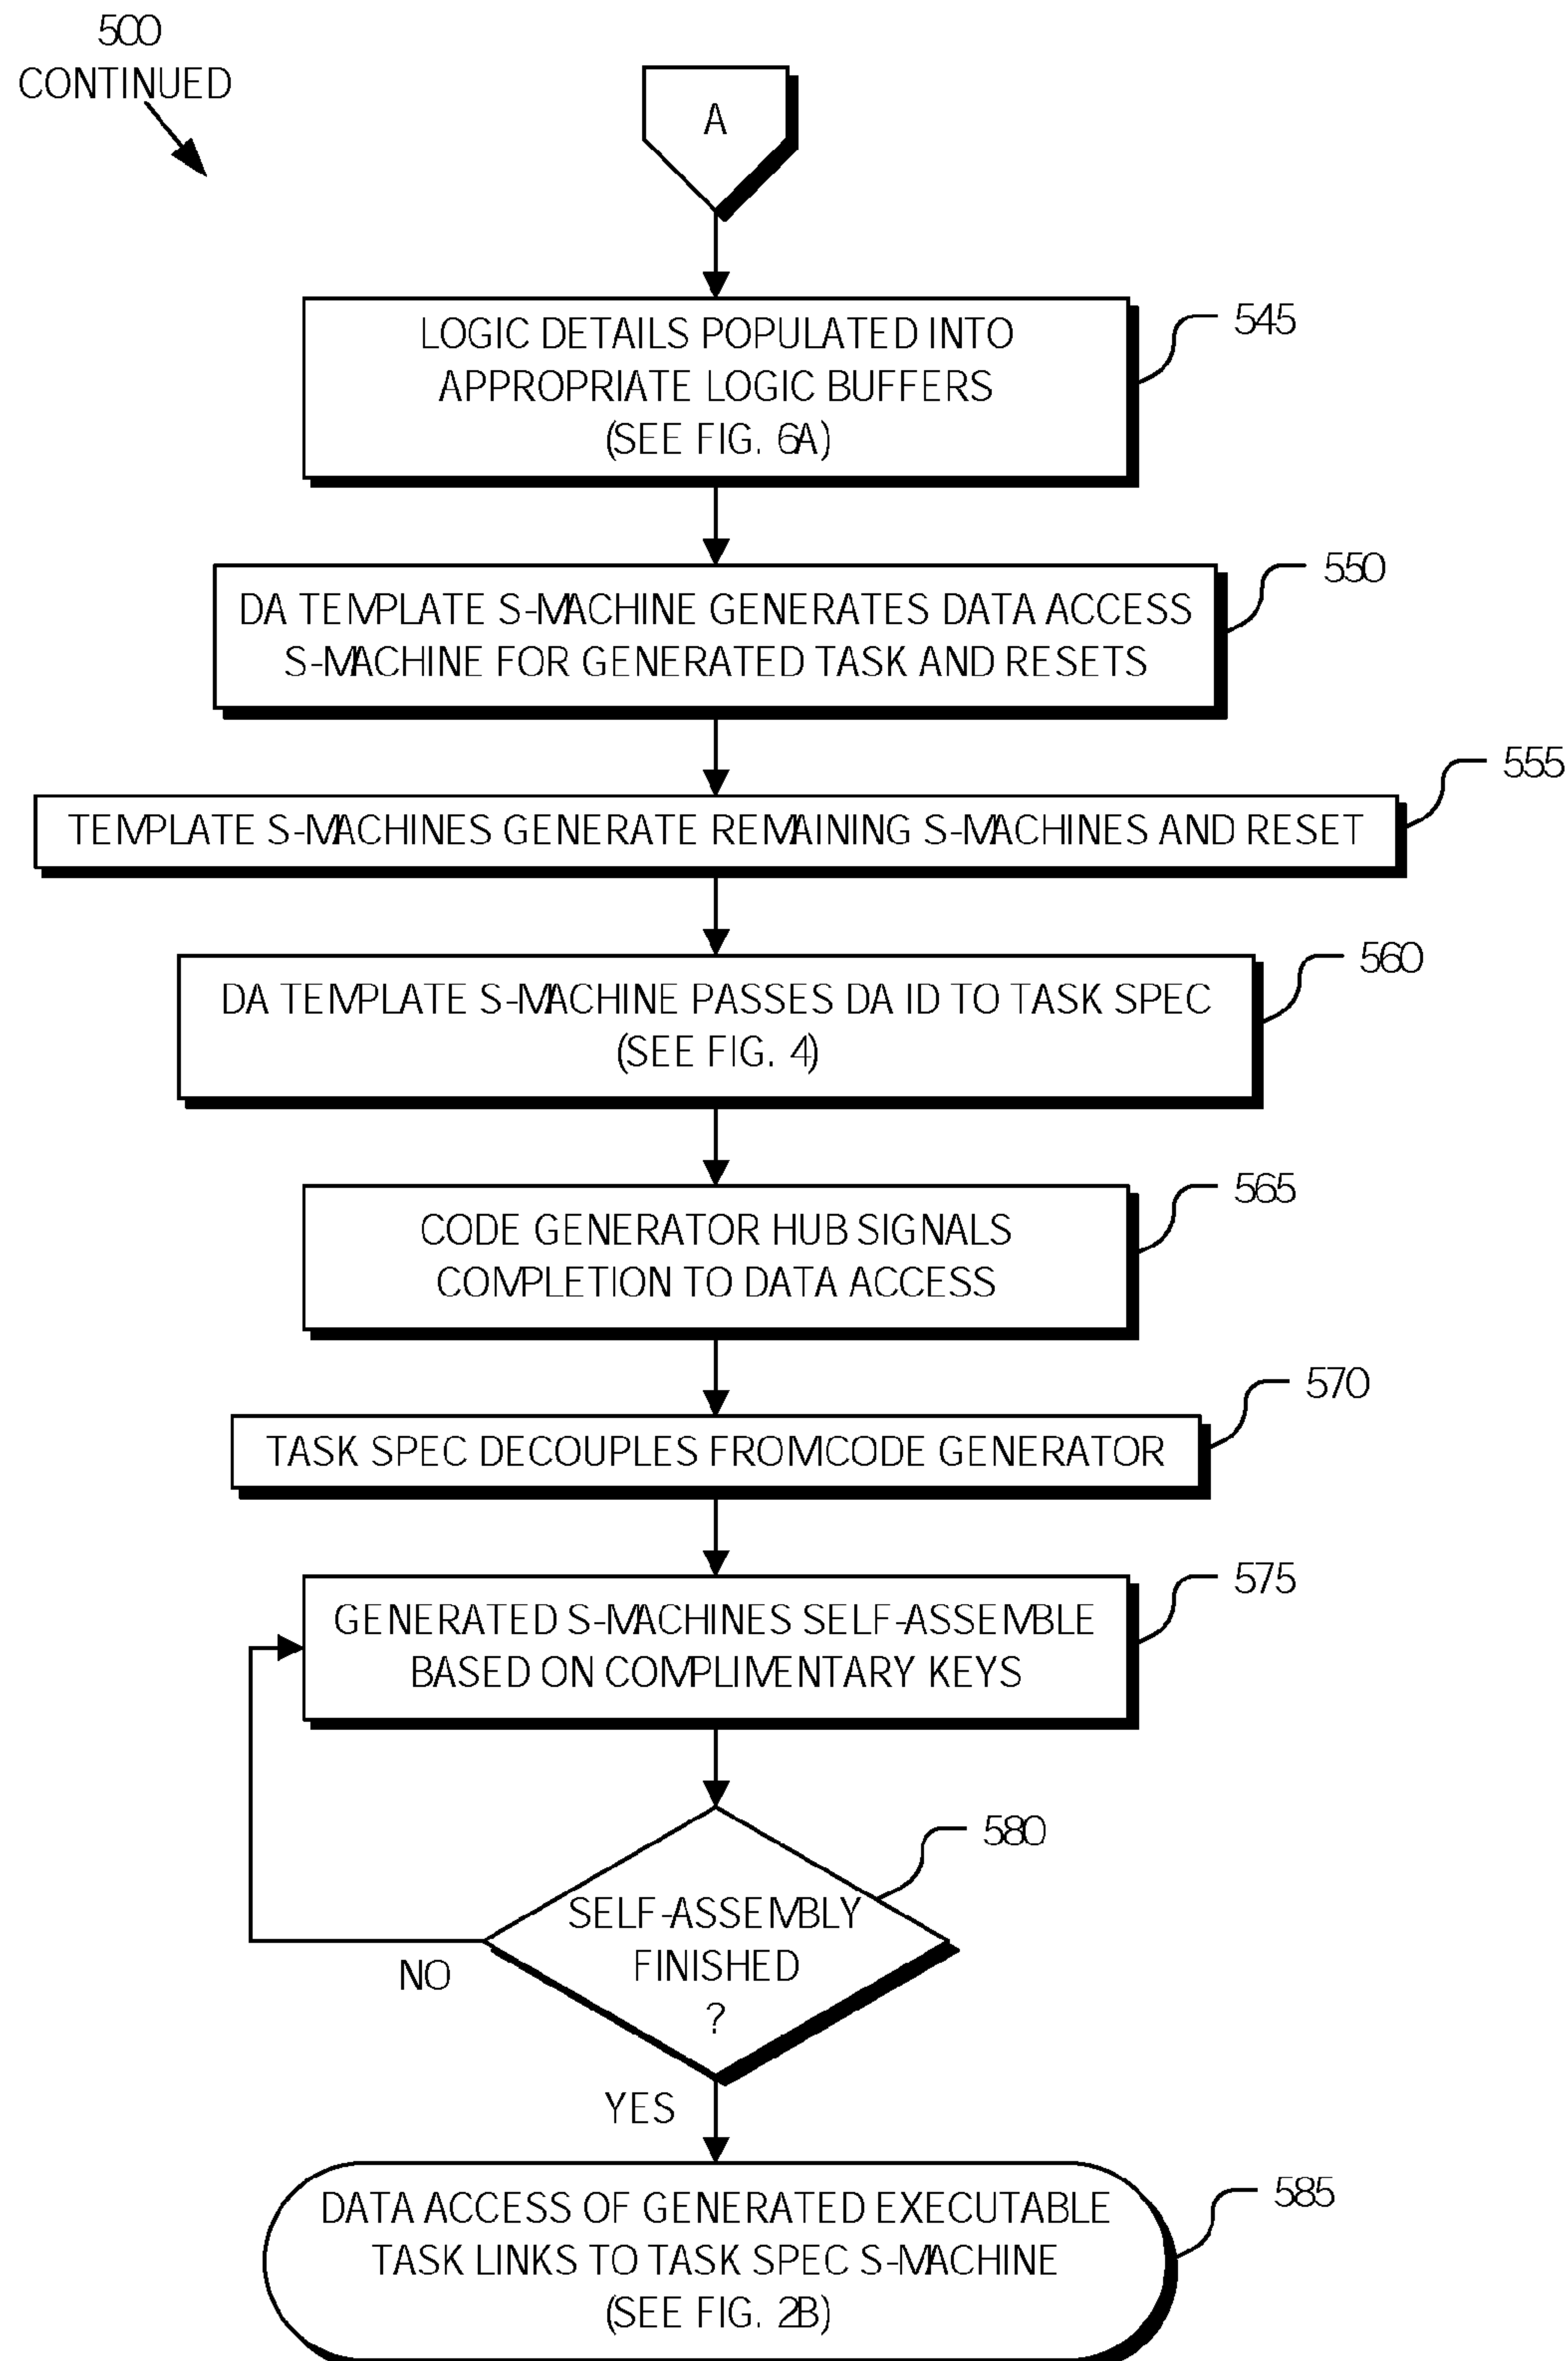 500
CONTINUED
A
LOGIC DETAILS POPULATED INTO
APPROPRIATE LOGIC BUFFERS
(SEE FIG. 6A)
545
DA TEMPLATE S-MACHINE GENERATES DATA ACCESS
S-MACHINE FOR GENERATED TASK AND RESETS
550
TEMPLATE S-MACHINES GENERATE REMAINING S-MACHINES AND RESET
555
DA TEMPLATE S-MACHINE PASSES DA ID TO TASK SPEC
(SEE FIG. 4)
560
CODE GENERATOR HUB SIGNALS
COMPLETION TO DATA ACCESS
565
TASK SPEC DECOUPLES FROM CODE GENERATOR
570
GENERATED S-MACHINES SELF-ASSEMBLE
BASED ON COMPLIMENTARY KEYS
575
SELF-ASSEMBLY
FINISHED
?
580
NO
YES
DATA ACCESS OF GENERATED EXECUTABLE
TASK LINKS TO TASK SPEC S-MACHINE
(SEE FIG. 2B)
585